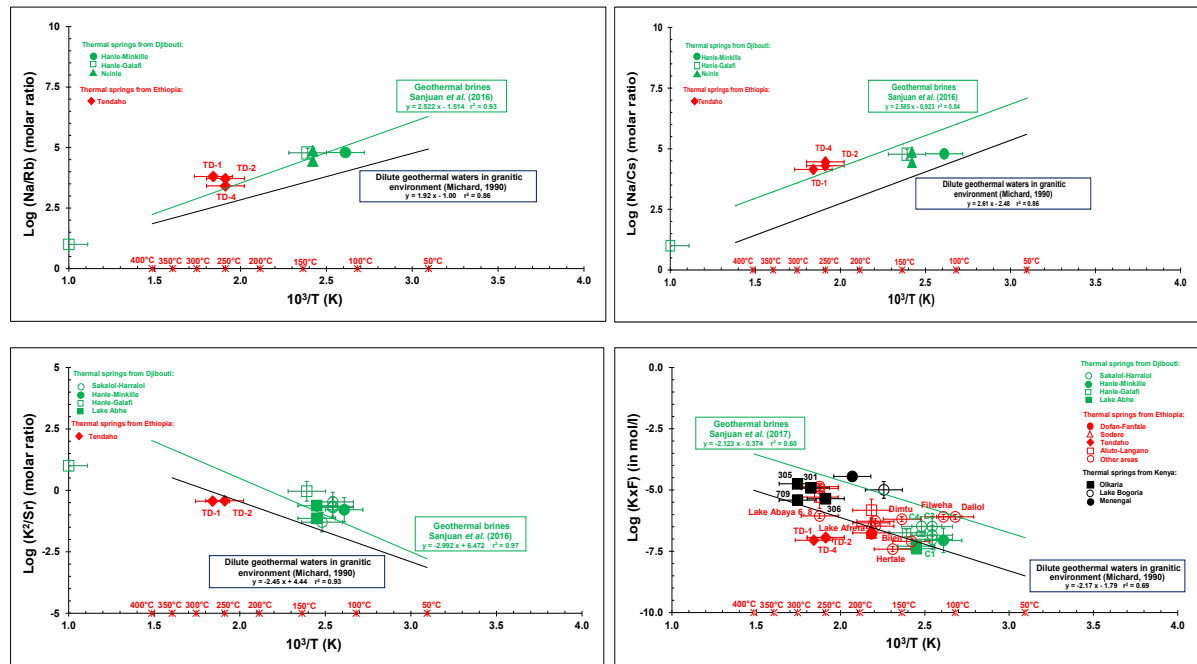 Thermal springs from Djibouti:
Hanle-Minkille
Hanle-Galafi
Nuinle
Thermal springs from Ethiopia:
Tendaho
Geothermal brines
Sanjuan et al. (2016)
y = 2.522 x - 1.514 r² = 0.93
TD-1
TD-2
TD-4
Dilute geothermal waters in granitic
environment (Michard, 1990)
y = 1.92 x - 1.00 r² = 0.86
Log (Na/Rb) (molar ratio)
10
7.5
5
2.5
0
400°C 350°C 300°C 250°C 200°C 150°C 100°C 50°C
1.0 1.5 2.0 2.5 3.0 3.5 4.0
10³/T (K)
Thermal springs from Djibouti:
Hanle-Minkille
Hanle-Galafi
Nuinle
Thermal springs from Ethiopia:
Tendaho
Geothermal brines
Sanjuan et al. (2016)
y = 2.585 x - 0.923 r² = 0.84
TD-4
TD-2
TD-1
Dilute geothermal waters in granitic
environment (Michard, 1990)
y = 2.61 x - 2.48 r² = 0.86
Log (Na/Cs) (molar ratio)
10
7.5
5
2.5
0
400°C 350°C 300°C 250°C 200°C 150°C 100°C 50°C
1.0 1.5 2.0 2.5 3.0 3.5 4.0
10³/T (K)
Thermal springs from Djibouti:
Sakalol-Harralol
Hanle-Minkille
Hanle-Galafi
Lake Abhe
Thermal springs from Ethiopia:
Tendaho
TD-1
TD-2
Geothermal brines
Sanjuan et al. (2016)
y = -2.992 x + 6.472 r² = 0.97
Dilute geothermal waters in granitic
environment (Michard, 1990)
y = -2.45 x + 4.44 r² = 0.93
Log (K²/Sr) (molar ratio)
5
0
-5
400°C 350°C 300°C 250°C 200°C 150°C 100°C 50°C
1.0 1.5 2.0 2.5 3.0 3.5 4.0
10³/T (K)
Thermal springs from Djibouti:
Sakalol-Harralol
Hanle-Minkille
Hanle-Galafi
Lake Abhe
Thermal springs from Ethiopia:
Dofan-Fanfale
Sodere
Tendaho
Aluto-Langano
Other areas
Thermal springs from Kenya:
Olkaria
Lake Bogoria
Menengai
Geothermal brines
Sanjuan et al. (2017)
y = -2.123 x - 0.374 r² = 0.60
305
301
709
306
Lake Abaya 6, 8
Dimtu
Filweha
Dallol
Lake Afrera
TD-1
TD-2
TD-4
Bilen
Hertale
C1
Dilute geothermal waters in granitic
environment (Michard, 1990)
y = -2.17 x - 1.79 r² = 0.69
Log (KxF) (in mol/l)
0.0
-2.5
-5.0
-7.5
-10.0
400°C 350°C 300°C 250°C 200°C 150°C 100°C 50°C
1.0 1.5 2.0 2.5 3.0 3.5 4.0
10³/T (K)